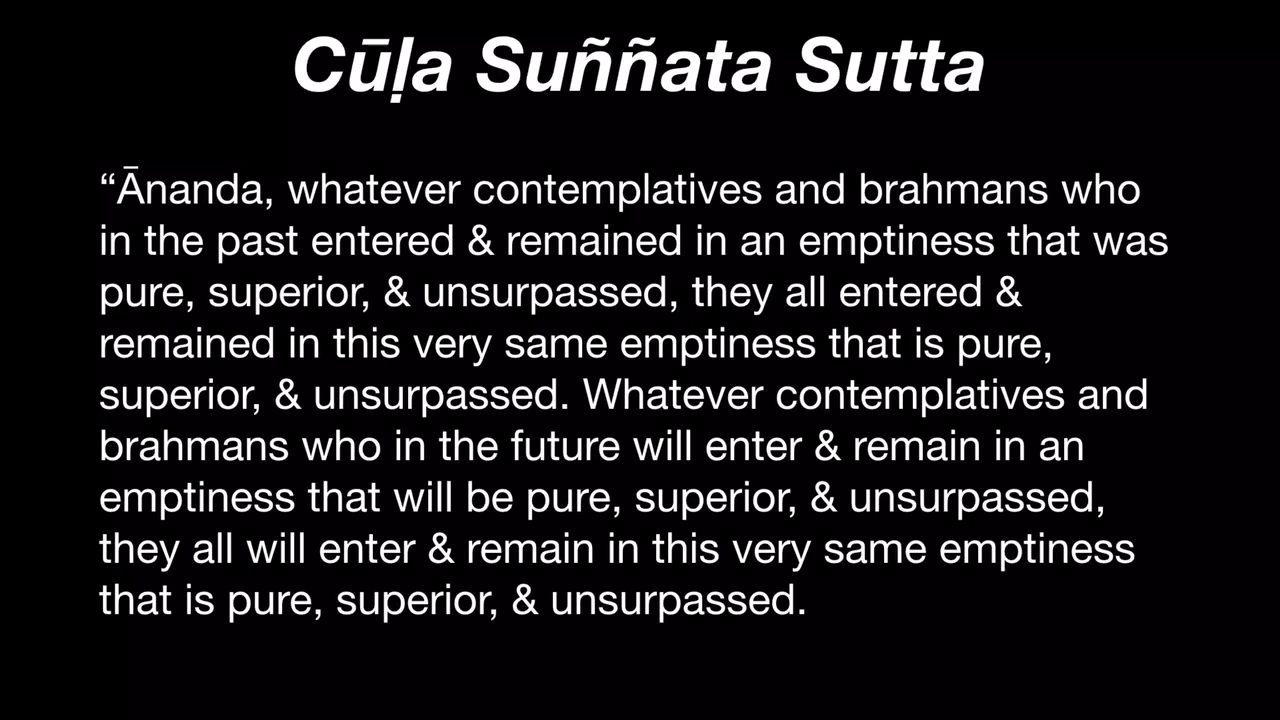 Cūḷa Suññata Sutta
“Ānanda, whatever contemplatives and brahmans who
in the past entered & remained in an emptiness that was
pure, superior, & unsurpassed, they all entered &
remained in this very same emptiness that is pure,
superior, & unsurpassed. Whatever contemplatives and
brahmans who in the future will enter & remain in an
emptiness that will be pure, superior, & unsurpassed,
they all will enter & remain in this very same emptiness
that is pure, superior, & unsurpassed.